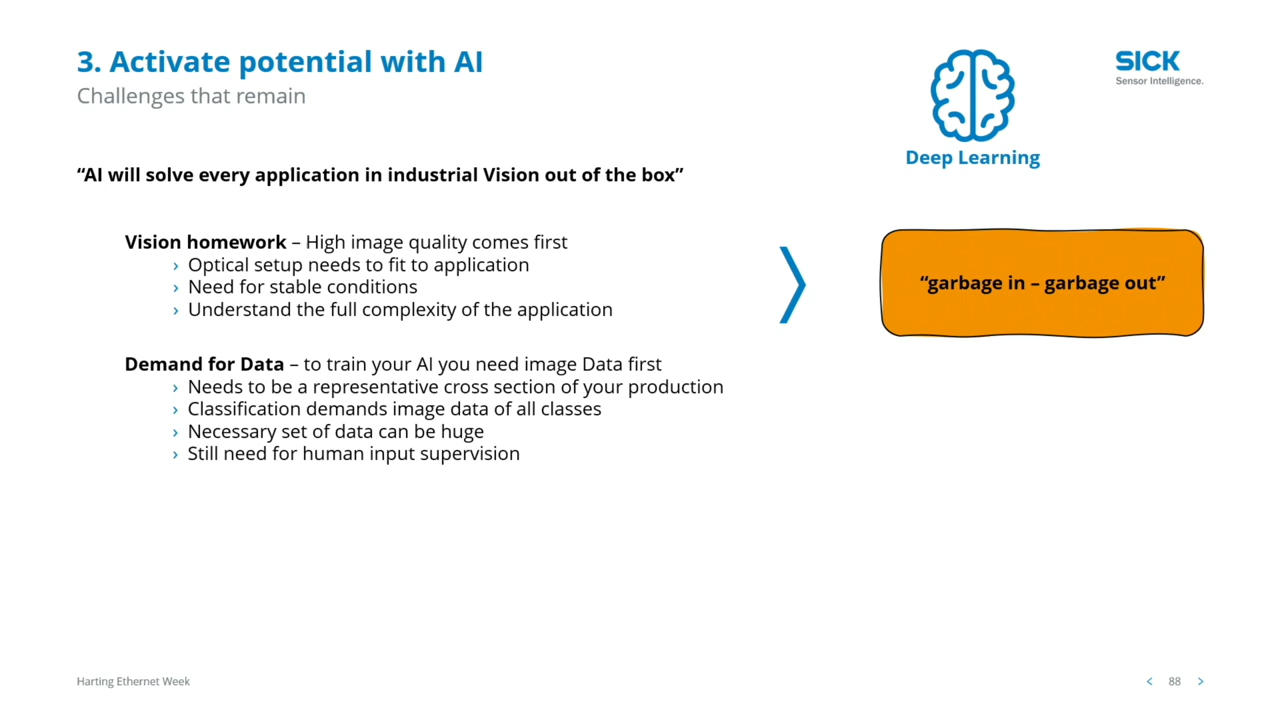 3. Activate potential with AI
Challenges that remain
SICK
Sensor Intelligence.
Deep Learning
“AI will solve every application in industrial Vision out of the box”
Vision homework – High image quality comes first
› Optical setup needs to fit to application
› Need for stable conditions
› Understand the full complexity of the application
“garbage in – garbage out”
Demand for Data – to train your AI you need image Data first
› Needs to be a representative cross section of your production
› Classification demands image data of all classes
› Necessary set of data can be huge
› Still need for human input supervision
Harting Ethernet Week
< 88 >